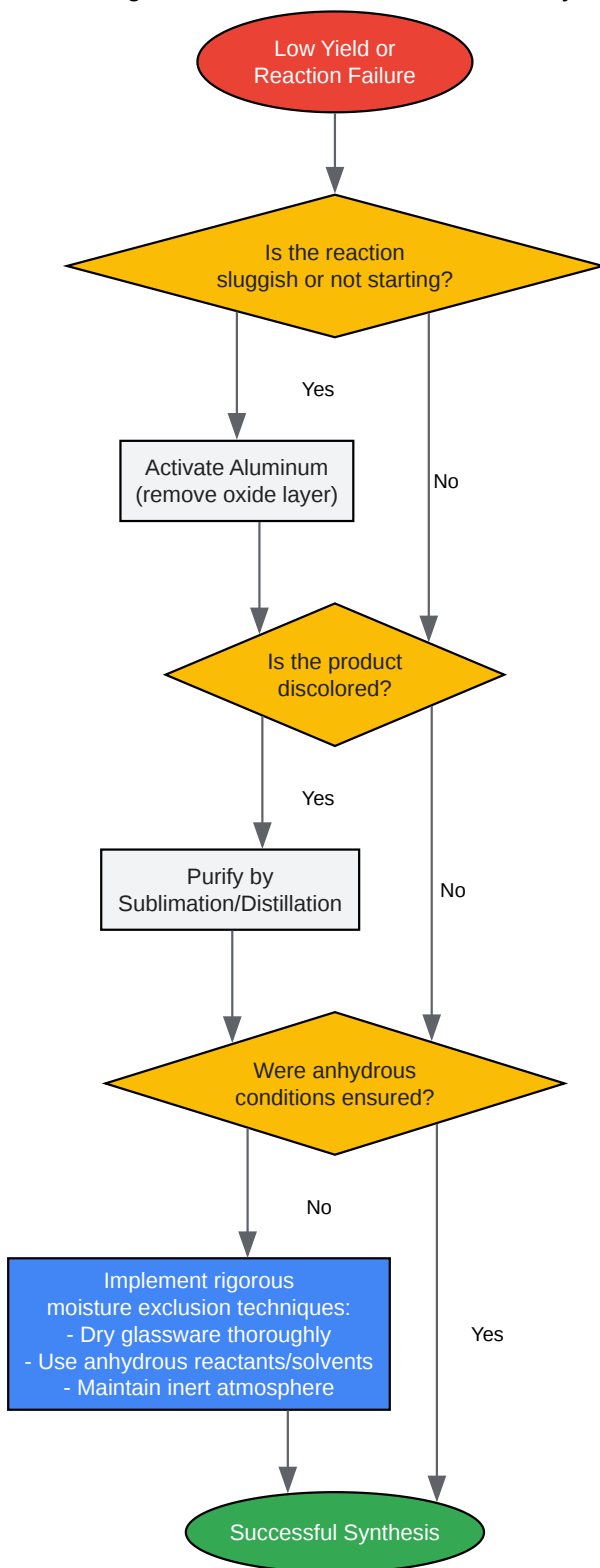 Low Yield or
Reaction Failure
Is the reaction
sluggish or not starting?
Yes
Activate Aluminum
(remove oxide layer)
No
Is the product
discolored?
Yes
Purify by
Sublimation/Distillation
No
Were anhydrous
conditions ensured?
No
Implement rigorous
moisture exclusion techniques:
- Dry glassware thoroughly
- Use anhydrous reactants/solvents
- Maintain inert atmosphere
Yes
Successful Synthesis